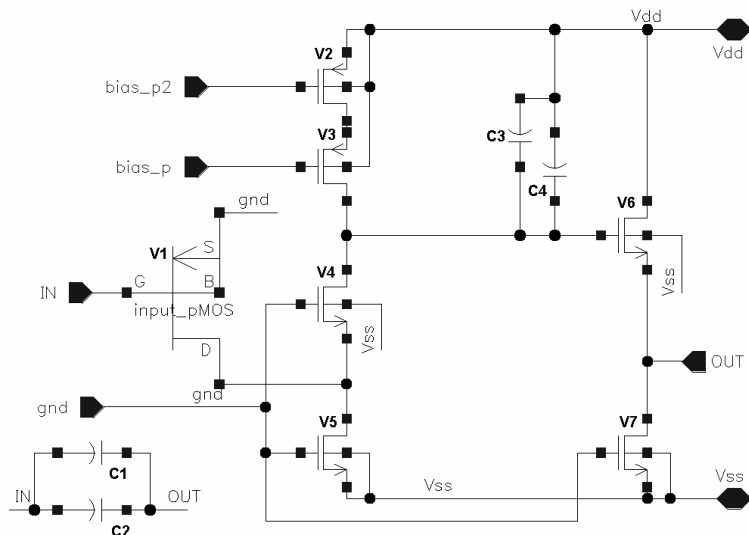 Vdd
Vdd
V2
bias_p2
V3
bias_p
C3
C4
gnd
V6
V1
S
V4
G
B
IN
input_pMOS
Vss
Vss
D
OUT
gnd
gnd
V5
V7
Vss
Vss
C1
IN
OUT
C2